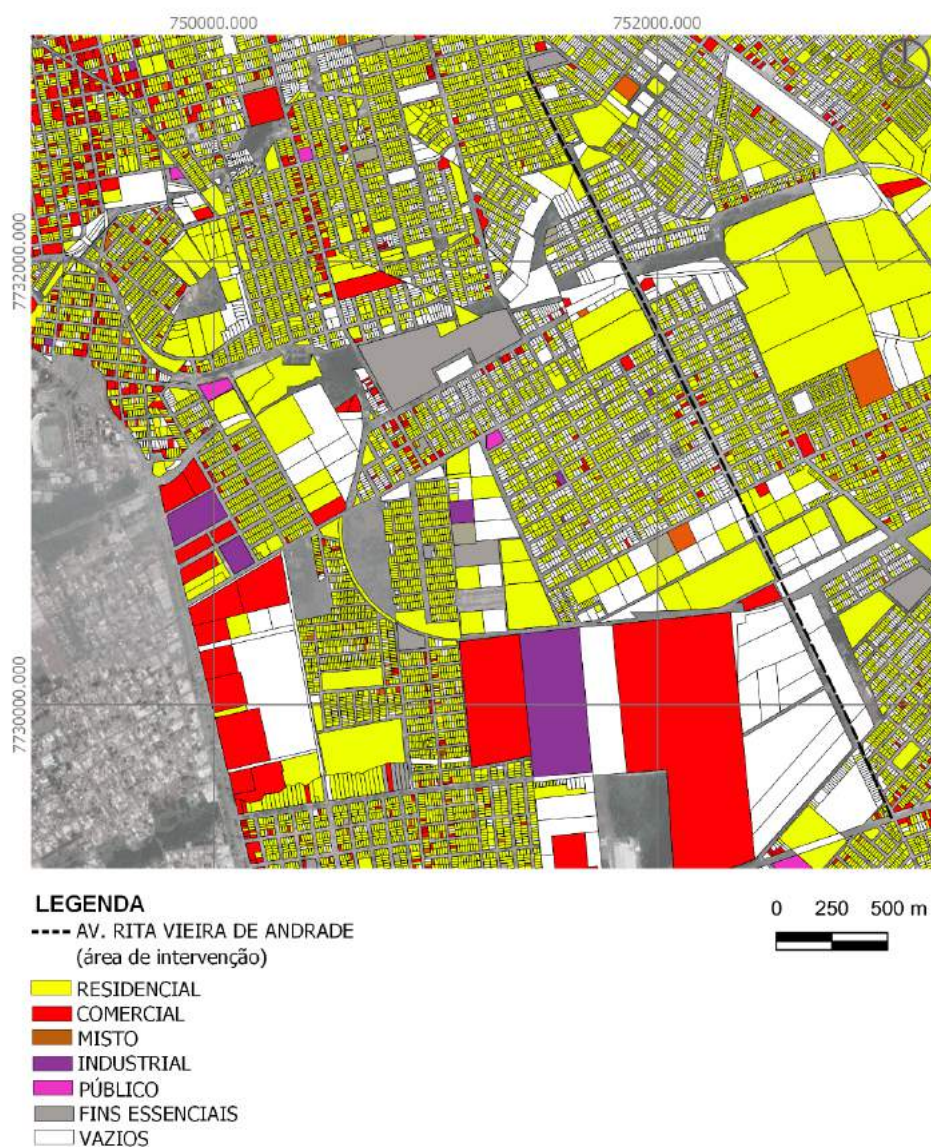 750000.000
752000.000
7732000.000
7730000.000
LEGENDA
AV. RITA VIEIRA DE ANDRADE
(área de intervenção)
0 250 500 m
RESIDENCIAL
COMERCIAL
MISTO
INDUSTRIAL
PÚBLICO
FINS ESSENCIAIS
VAZIOS